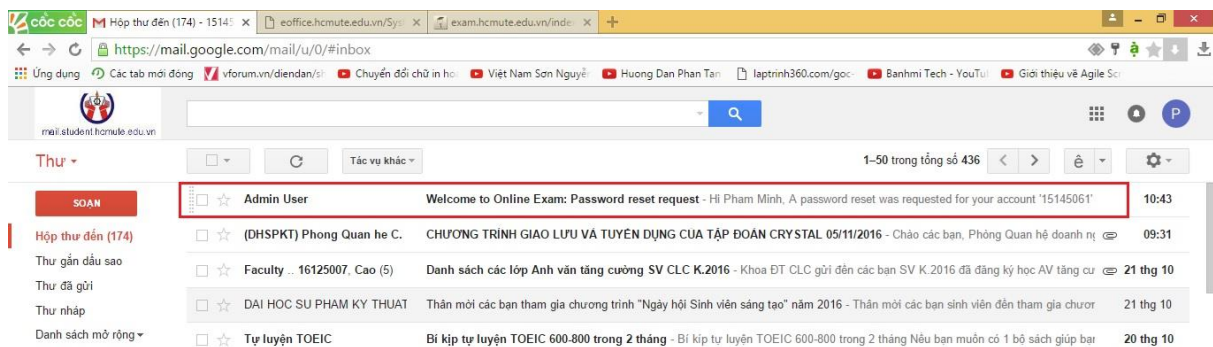 cốc cốc Hộp thư đến (174) - 15145 eoffice.hcmute.edu.vn/Sys exam.hcmute.edu.vn/inde
https://mail.google.com/mail/u/0/#inbox
Ứng dụng Các tab mới đóng vforum.vn/diendan/sh Chuyển đổi chữ in ho Việt Nam Sơn Nguyễ Huong Dan Phan Tan laptrinh360.com/goc- Banhmi Tech - YouTu Giới thiệu về Agile Sc
mail.student.hcmute.edu.vn
P
Thư Tác vụ khác 1–50 trong tổng số 436 ê
SOẠN Admin User Welcome to Online Exam: Password reset request - Hi Pham Minh, A password reset was requested for your account '15145061' 10:43
Hộp thư đến (174) (DHSPKT) Phong Quan he C. CHƯƠNG TRÌNH GIAO LƯU VÀ TUYỂN DỤNG CỦA TẬP ĐOÀN CRYSTAL 05/11/2016 - Chào các bạn, Phòng Quan hệ doanh 09:31
Thư gắn dấu sao
Faculty .. 16125007, Cao (5) Danh sách các lớp Anh văn tăng cường SV CLC K.2016 - Khoa ĐT CLC gửi đến các bạn SV K.2016 đã đăng ký học AV tăng cư 21 thg 10
Thư đã gửi
Thư nháp DAI HOC SU PHAM KY THUAT Thân mời các bạn tham gia chương trình "Ngày hội Sinh viên sáng tạo" năm 2016 - Thân mời các bạn sinh viên đến tham gia chươr 21 thg 10
Danh sách mở rộng Tự luyện TOEIC Bí kíp tự luyện TOEIC 600-800 trong 2 tháng - Bí kíp tự luyện TOEIC 600-800 trong 2 tháng Nếu bạn muốn có 1 bộ sách giúp bạn 20 thg 10